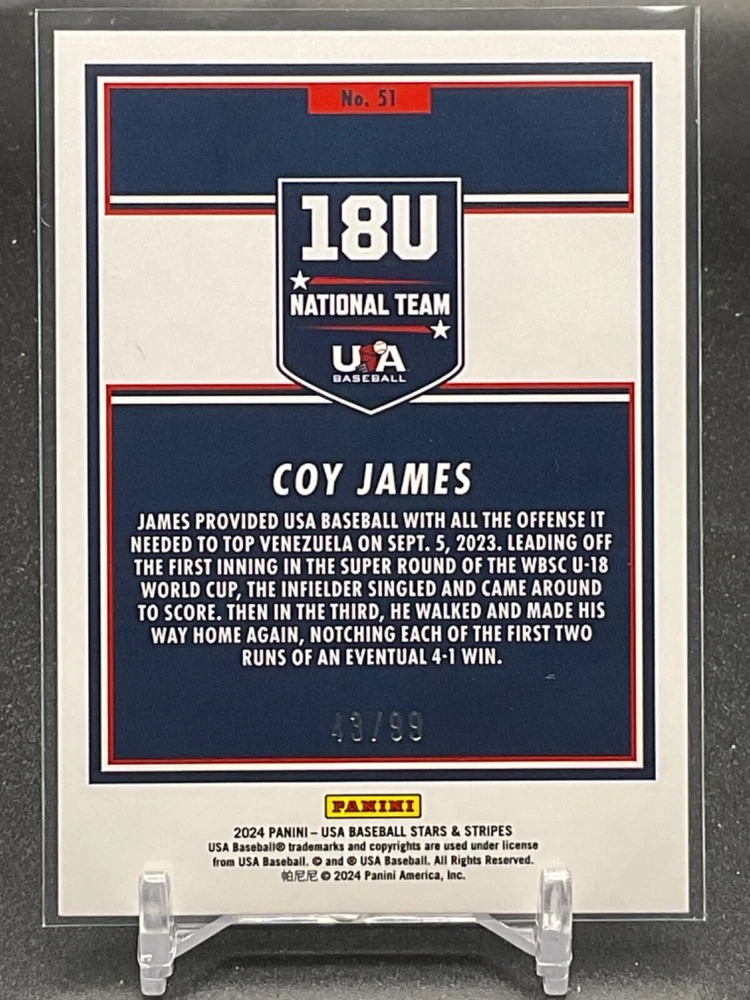 No. 51
18U
NATIONAL TEAM
USA
BASEBALL
COY JAMES
JAMES PROVIDED USA BASEBALL WITH ALL THE OFFENSE IT
NEEDED TO TOP VENEZUELA ON SEPT. 5, 2023. LEADING OFF
THE FIRST INNING IN THE SUPER ROUND OF THE WBSC U-18
WORLD CUP, THE INFIELDER SINGLED AND CAME AROUND
TO SCORE. THEN IN THE THIRD, HE WALKED AND MADE HIS
WAY HOME AGAIN, NOTCHING EACH OF THE FIRST TWO
RUNS OF AN EVENTUAL 4-1 WIN.
43/99
PANINI
2024 PANINI – USA BASEBALL STARS & STRIPES
USA Baseball® trademarks and copyrights are used under license
from USA Baseball. © and ® USA Baseball. All Rights Reserved.
帕尼尼 © 2024 Panini America, Inc.